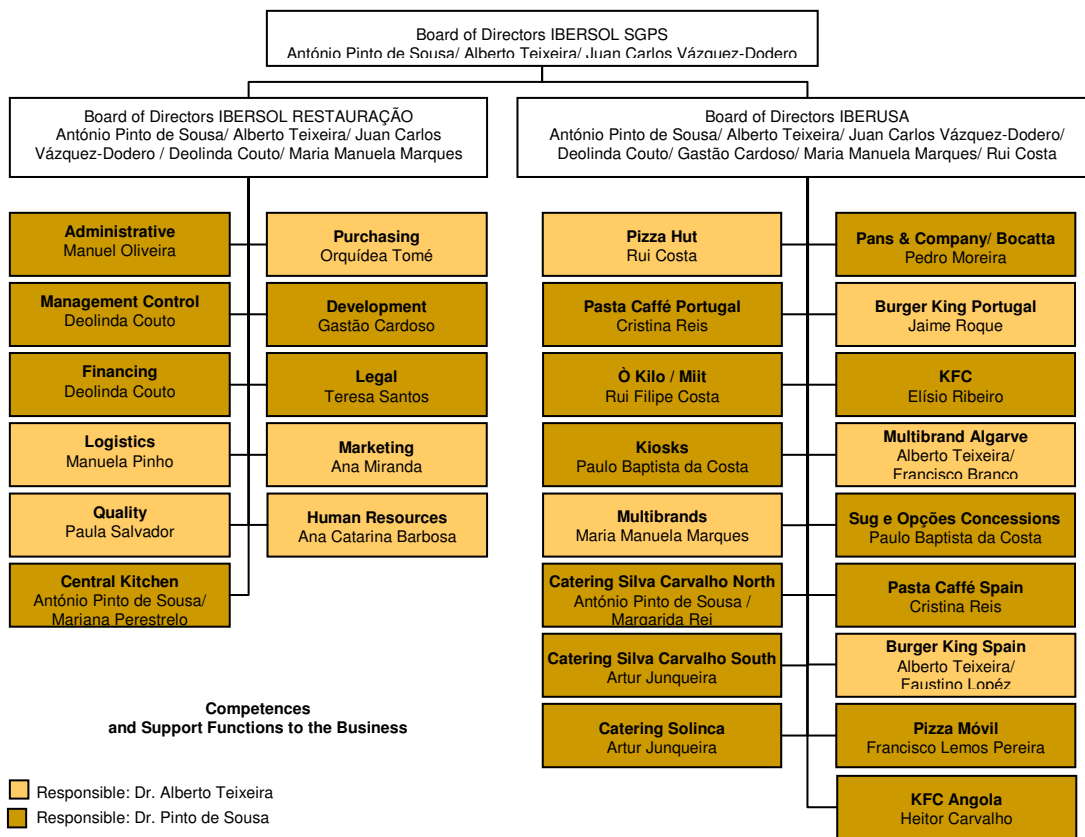 Board of Directors IBERSOL SGPS
António Pinto de Sousa/ Alberto Teixeira/ Juan Carlos Vázquez-Dodero
Board of Directors IBERSOL RESTAURAÇÃO
António Pinto de Sousa/ Alberto Teixeira/ Juan Carlos
Vázquez-Dodero / Deolinda Couto/ Maria Manuela Marques
Board of Directors IBERUSA
António Pinto de Sousa/ Alberto Teixeira/ Juan Carlos Vázquez-Dodero/
Deolinda Couto/ Gastão Cardoso/ Maria Manuela Marques/ Rui Costa
Administrative
Manuel Oliveira
Purchasing
Orquídea Tomé
Management Control
Deolinda Couto
Development
Gastão Cardoso
Financing
Deolinda Couto
Legal
Teresa Santos
Logistics
Manuela Pinho
Marketing
Ana Miranda
Quality
Paula Salvador
Human Resources
Ana Catarina Barbosa
Central Kitchen
António Pinto de Sousa/
Mariana Perestrelo
Pizza Hut
Rui Costa
Pans & Company/ Bocatta
Pedro Moreira
Pasta Caffé Portugal
Cristina Reis
Burger King Portugal
Jaime Roque
Ò Kilo / Miit
Rui Filipe Costa
KFC
Elísio Ribeiro
Kiosks
Paulo Baptista da Costa
Multibrand Algarve
Alberto Teixeira/
Francisco Branco
Multibrands
Maria Manuela Marques
Sug e Opções Concessions
Paulo Baptista da Costa
Catering Silva Carvalho North
António Pinto de Sousa /
Margarida Rei
Pasta Caffé Spain
Cristina Reis
Catering Silva Carvalho South
Artur Junqueira
Burger King Spain
Alberto Teixeira/
Faustino Lopéz
Catering Solinca
Artur Junqueira
Pizza Móvil
Francisco Lemos Pereira
KFC Angola
Heitor Carvalho
Competences
and Support Functions to the Business
Responsible: Dr. Alberto Teixeira
Responsible: Dr. Pinto de Sousa